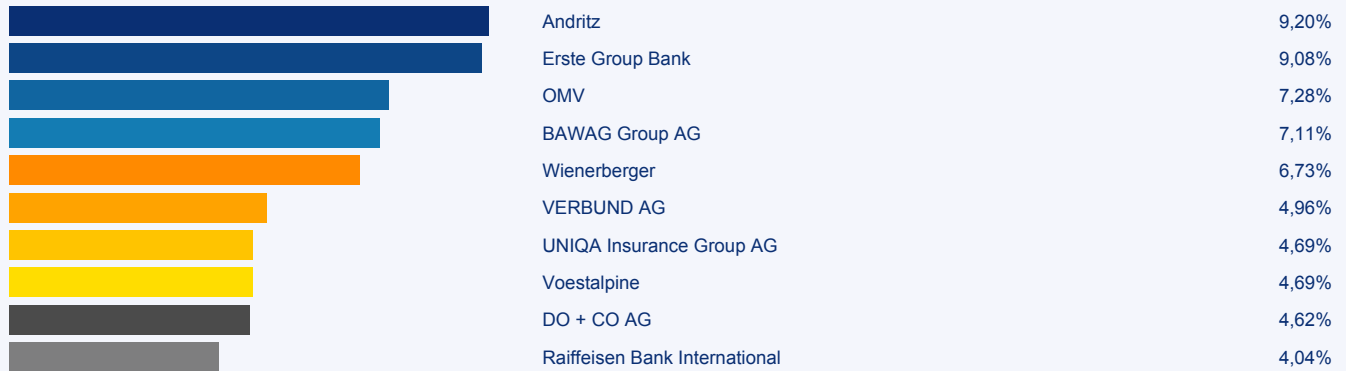 Andritz 9,20%
Erste Group Bank 9,08%
OMV 7,28%
BAWAG Group AG 7,11%
Wienerberger 6,73%
VERBUND AG 4,96%
UNIQA Insurance Group AG 4,69%
Voestalpine 4,69%
DO + CO AG 4,62%
Raiffeisen Bank International 4,04%